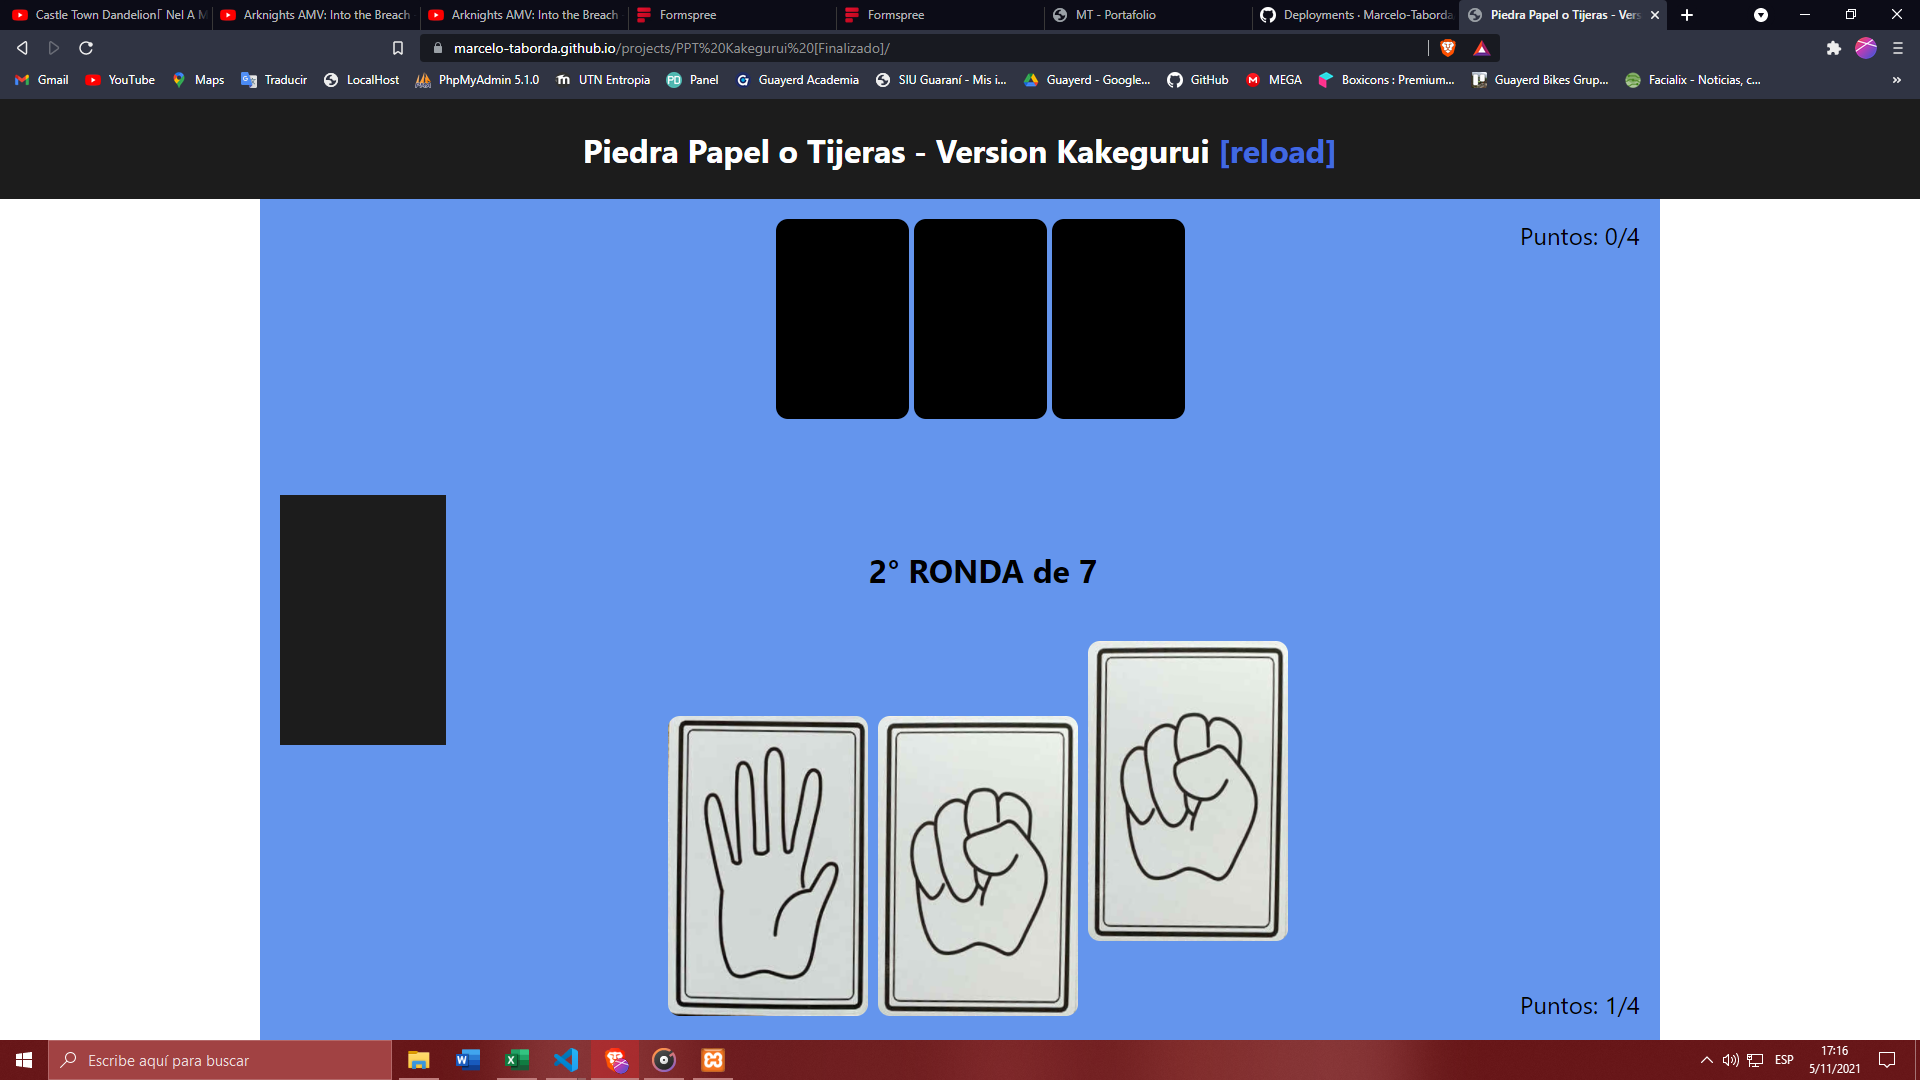 Castle Town Dandelion「 Nel A M
Arknights AMV: Into the Breach
Arknights AMV: Into the Breach
Formspree
Formspree
MT - Portafolio
Deployments · Marcelo-Taborda
Piedra Papel o Tijeras - Vers
marcelo-taborda.github.io/projects/PPT%20Kakegurui%20[Finalizado]/
Gmail
YouTube
Maps
Traducir
LocalHost
PhpMyAdmin 5.1.0
UTN Entropia
Panel
Guayerd Academia
SIU Guaraní - Mis i...
Guayerd - Google...
GitHub
MEGA
Boxicons : Premium...
Guayerd Bikes Grup...
Facialix - Noticias, c...
»
Piedra Papel o Tijeras - Version Kakegurui [reload]
Puntos: 0/4
2° RONDA de 7
Puntos: 1/4
Escribe aquí para buscar
ESP
17:16
5/11/2021